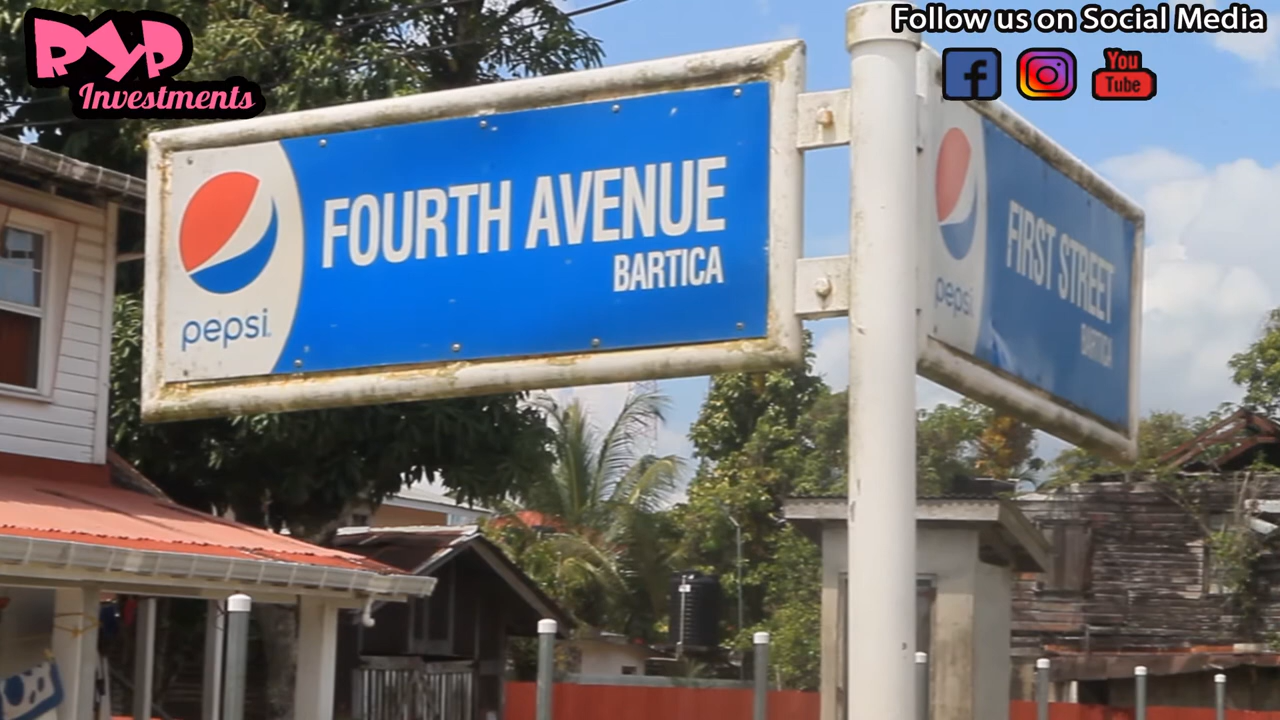 RYP
Investments
Follow us on Social Media
You
Tube
FOURTH AVENUE
BARTICA
pepsi
FIRST STREET
BARTICA
pepsi